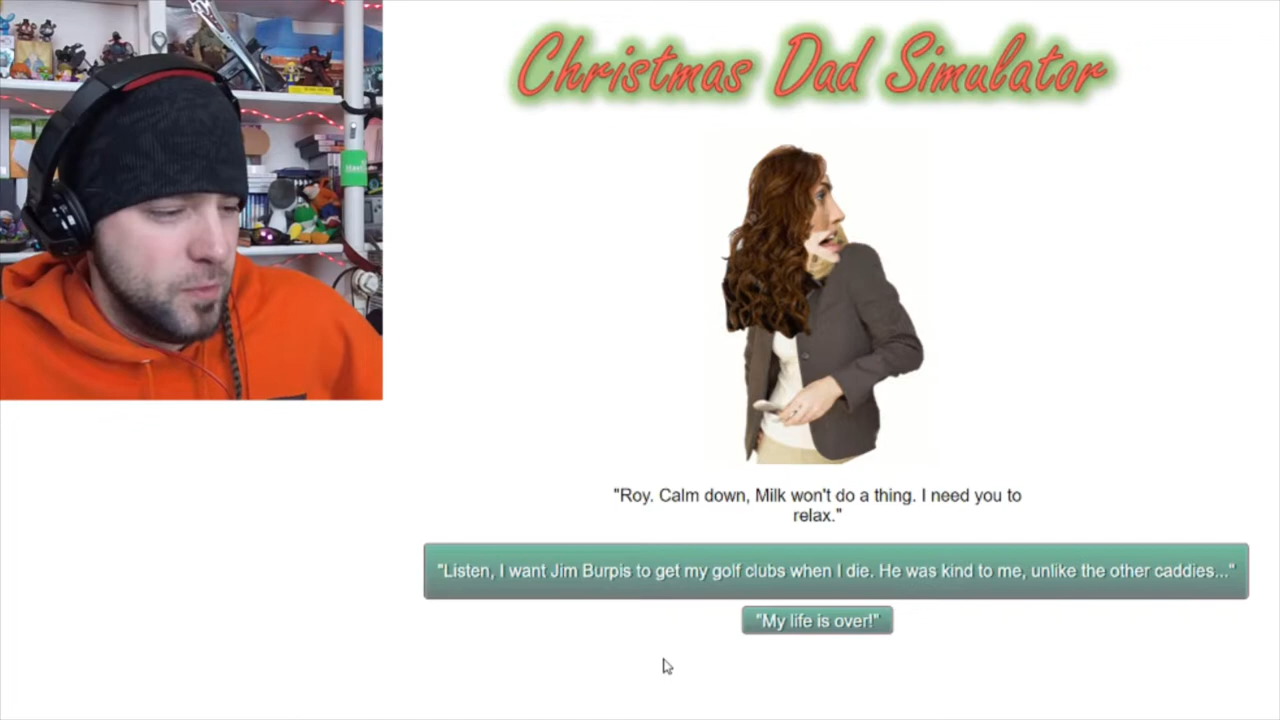 Christmas Dad Simulator
"Roy. Calm down, Milk won't do a thing. I need you to
relax."
"Listen, I want Jim Burpis to get my golf clubs when I die. He was kind to me, unlike the other caddies..."
"My life is over!"